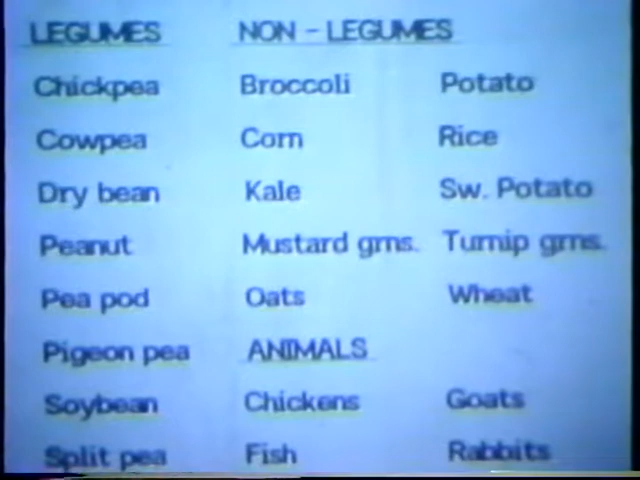 LEGUMES NON - LEGUMES
Chickpea Broccoli Potato
Cowpea Corn Rice
Dry bean Kale Sw. Potato
Peanut Mustard grns. Turnip grns.
Pea pod Oats Wheat
Pigeon pea ANIMALS
Soybean Chickens Goats
Split pea Fish Rabbits